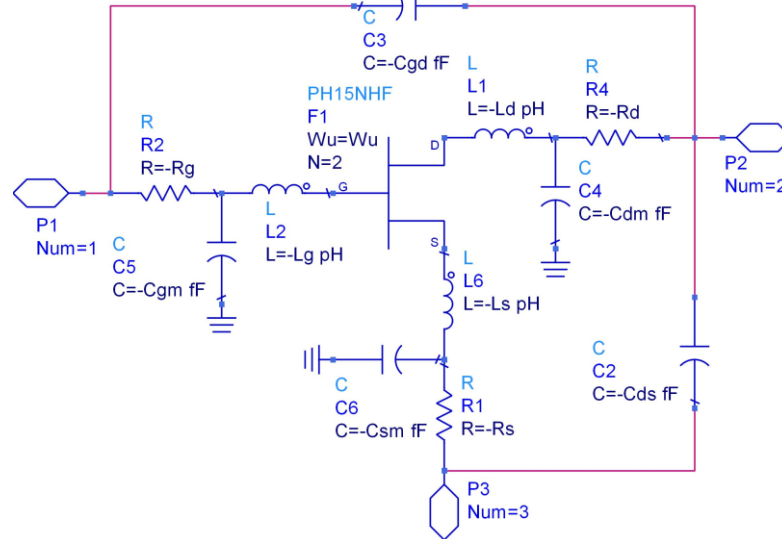 C
C3
C=-Cgd fF
L
L1
L=-Ld pH
R
R4
R=-Rd
PH15NHF
F1
Wu=Wu
N=2
R
R2
R=-Rg
D
G
S
P1
Num=1
P2
Num=2
C
C4
C=-Cdm fF
C
C5
C=-Cgm fF
L
L2
L=-Lg pH
L
L6
L=-Ls pH
C
C2
C=-Cds fF
C
C6
C=-Csm fF
R
R1
R=-Rs
P3
Num=3